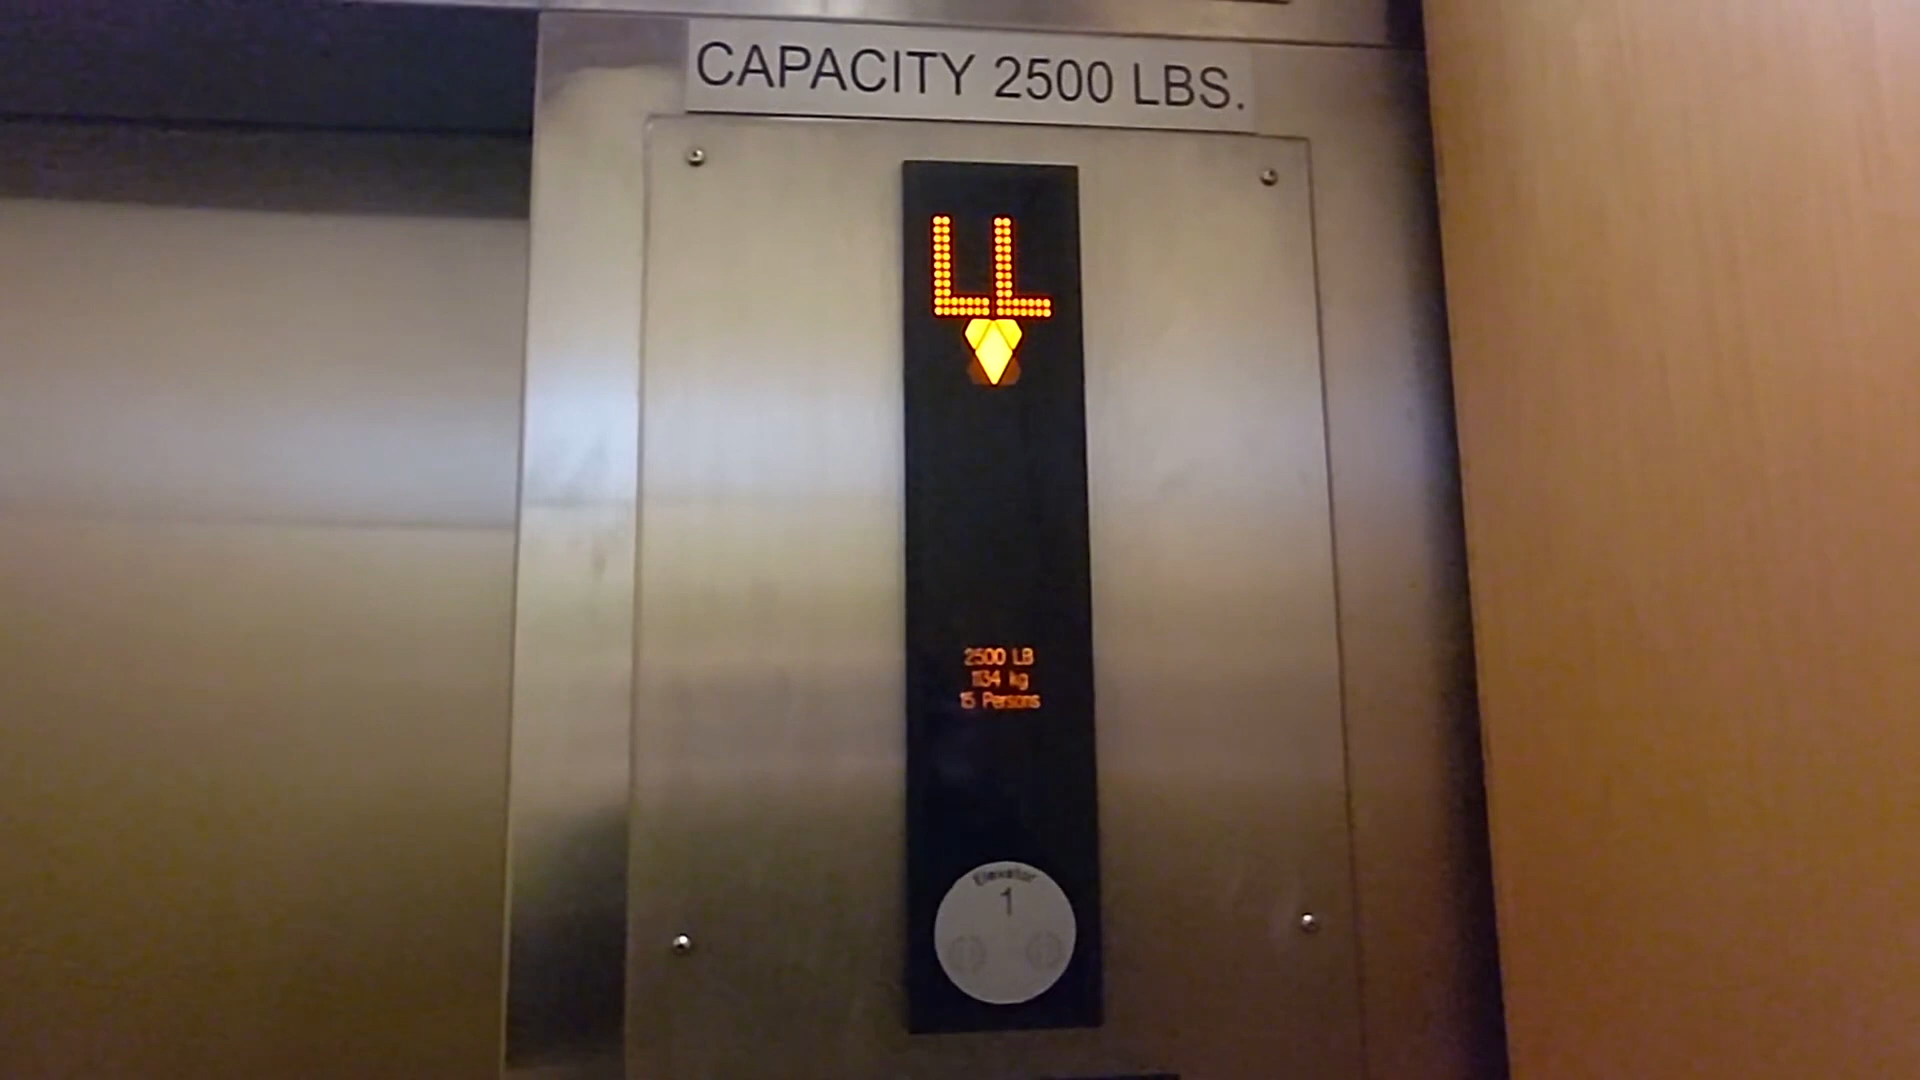 CAPACITY 2500 LBS.
LL
2500 LB
1134 kg
15 Persons
Elevator
1